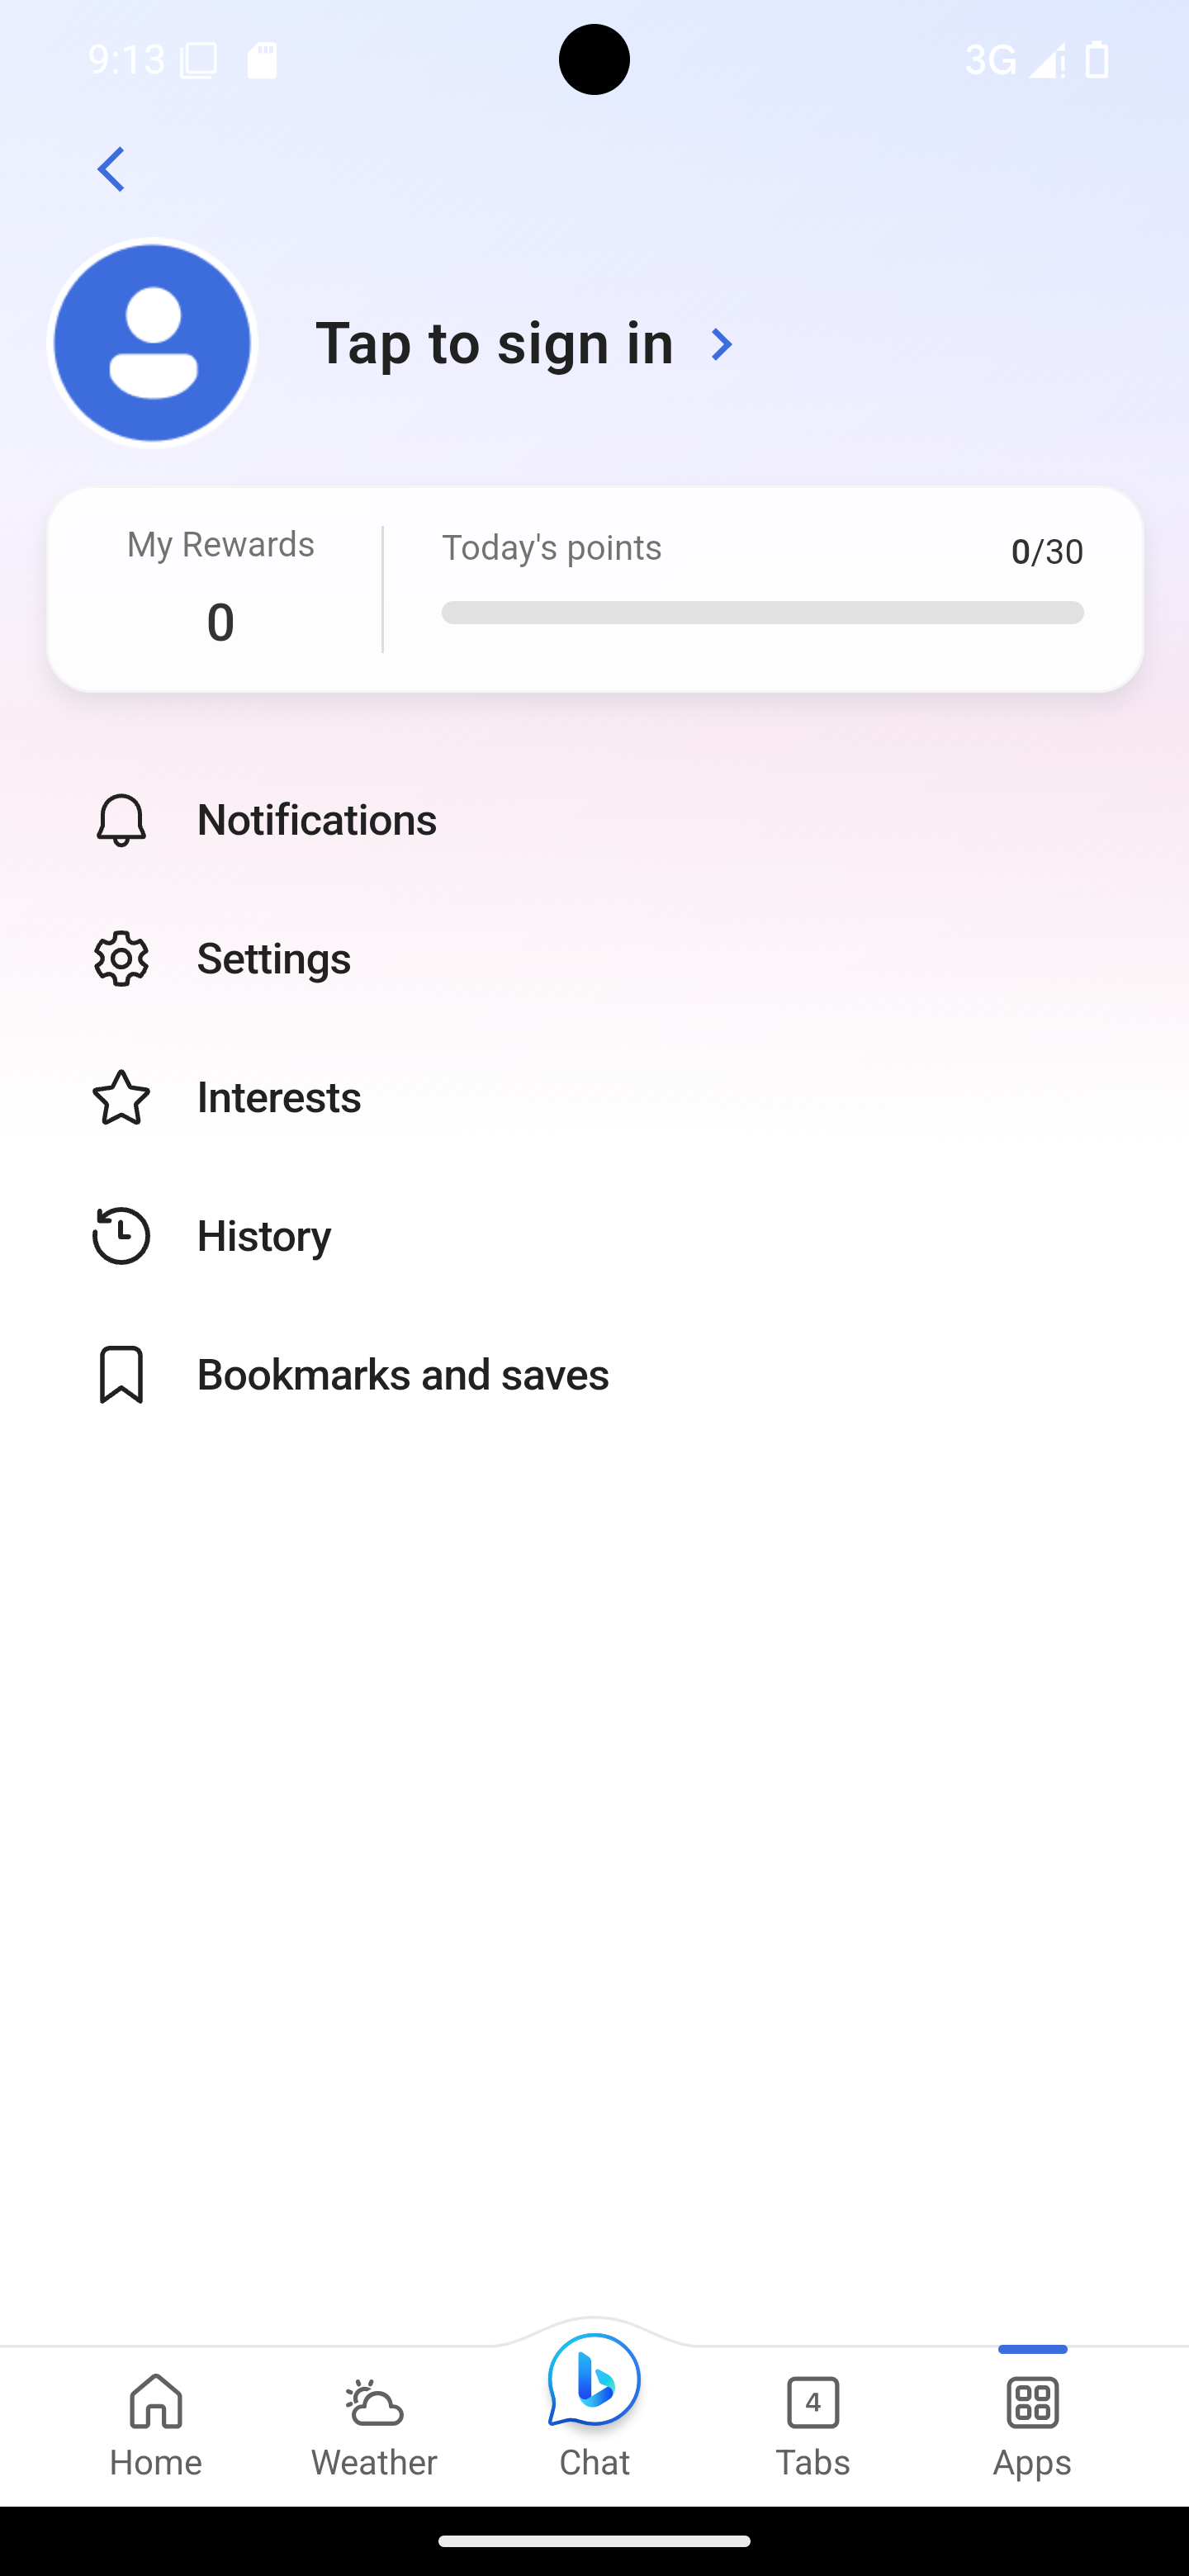 9:13
3G
Tap to sign in
My Rewards
0
Today's points
0/30
Notifications
Settings
Interests
History
Bookmarks and saves
Home
Weather
Chat
4
Tabs
Apps